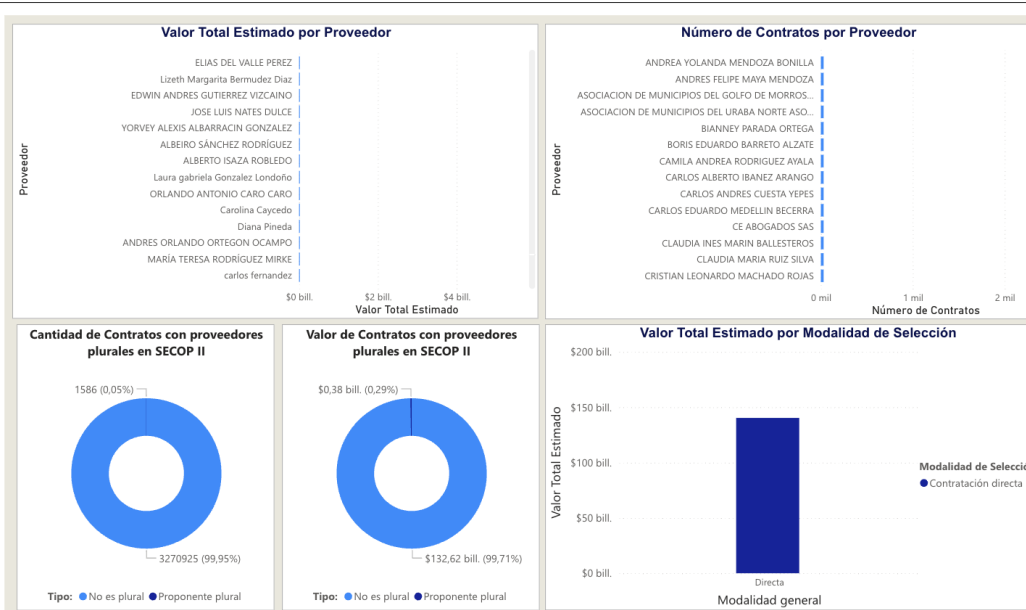 Valor Total Estimado por Proveedor
Proveedor
ELIAS DEL VALLE PEREZ
Lizeth Margarita Bermudez Diaz
EDWIN ANDRES GUTIERREZ VIZCAINO
JOSE LUIS NATES DULCE
YORVEY ALEXIS ALBARRACIN GONZALEZ
ALBEIRO SÁNCHEZ RODRÍGUEZ
ALBERTO ISAZA ROBLEDO
Laura gabriela Gonzalez Londoño
ORLANDO ANTONIO CARO CARO
Carolina Caycedo
Diana Pineda
ANDRES ORLANDO ORTEGON OCAMPO
MARÍA TERESA RODRÍGUEZ MIRKE
carlos fernandez
$0 bill. $2 bill. $4 bill.
Valor Total Estimado
Número de Contratos por Proveedor
Proveedor
ANDREA YOLANDA MENDOZA BONILLA
ANDRES FELIPE MAYA MENDOZA
ASOCIACION DE MUNICIPIOS DEL GOLFO DE MORROS...
ASOCIACION DE MUNICIPIOS DEL URABA NORTE ASO...
BIANNEY PARADA ORTEGA
BORIS EDUARDO BARRETO ALZATE
CAMILA ANDREA RODRIGUEZ AYALA
CARLOS ALBERTO IBANEZ ARANGO
CARLOS ANDRES CUESTA YEPES
CARLOS EDUARDO MEDELLIN BECERRA
CE ABOGADOS SAS
CLAUDIA INES MARIN BALLESTEROS
CLAUDIA MARIA RUIZ SILVA
CRISTIAN LEONARDO MACHADO ROJAS
0 mil 1 mil 2 mil
Número de Contratos
Cantidad de Contratos con proveedores
plurales en SECOP II
1586 (0,05%)
3270925 (99,95%)
Tipo: No es plural Proponente plural
Valor de Contratos con proveedores
plurales en SECOP II
$0,38 bill. (0,29%)
$132,62 bill. (99,71%)
Tipo: No es plural Proponente plural
Valor Total Estimado por Modalidad de Selección
Valor Total Estimado
$200 bill.
$150 bill.
$100 bill.
$50 bill.
$0 bill.
Directa
Modalidad general
Modalidad de Selecció
Contratación directa